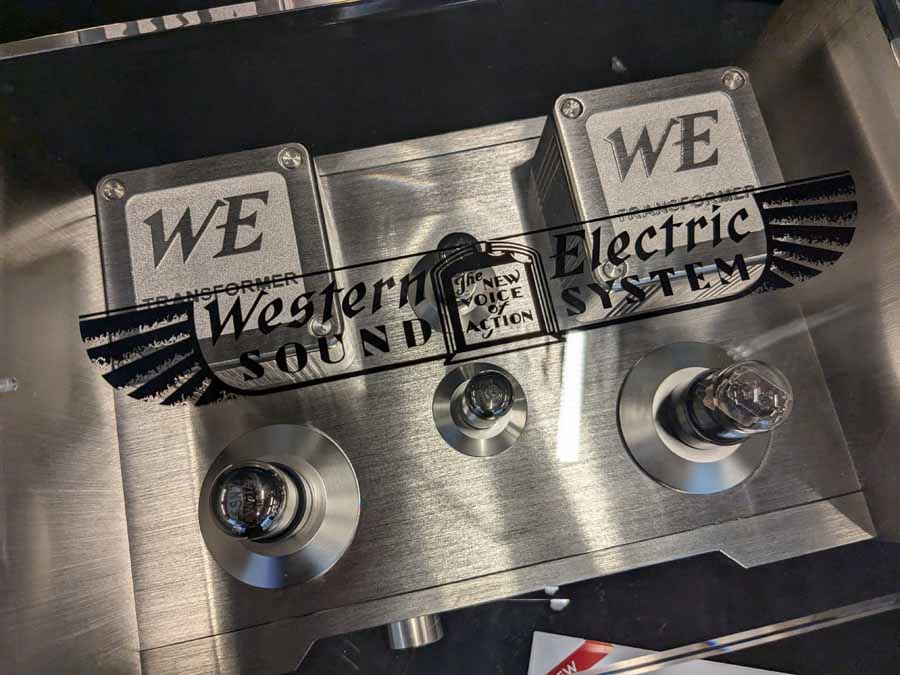 WE
TRANSFORMER
WE
TRANSFORMER
Western Electric
SOUND SYSTEM
The
NEW
VOICE
of
ACTION